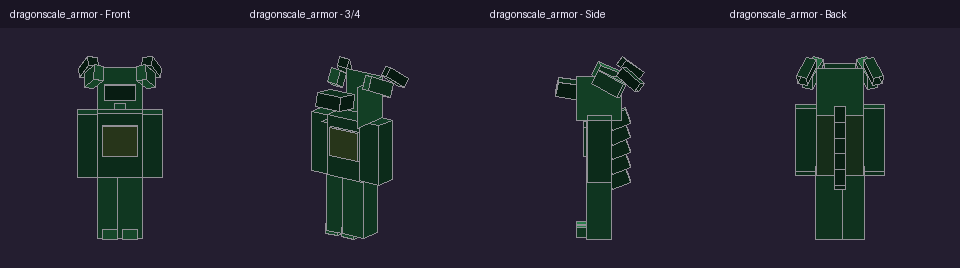 dragonscale_armor - Front
dragonscale_armor - 3/4
dragonscale_armor - Side
dragonscale_armor - Back